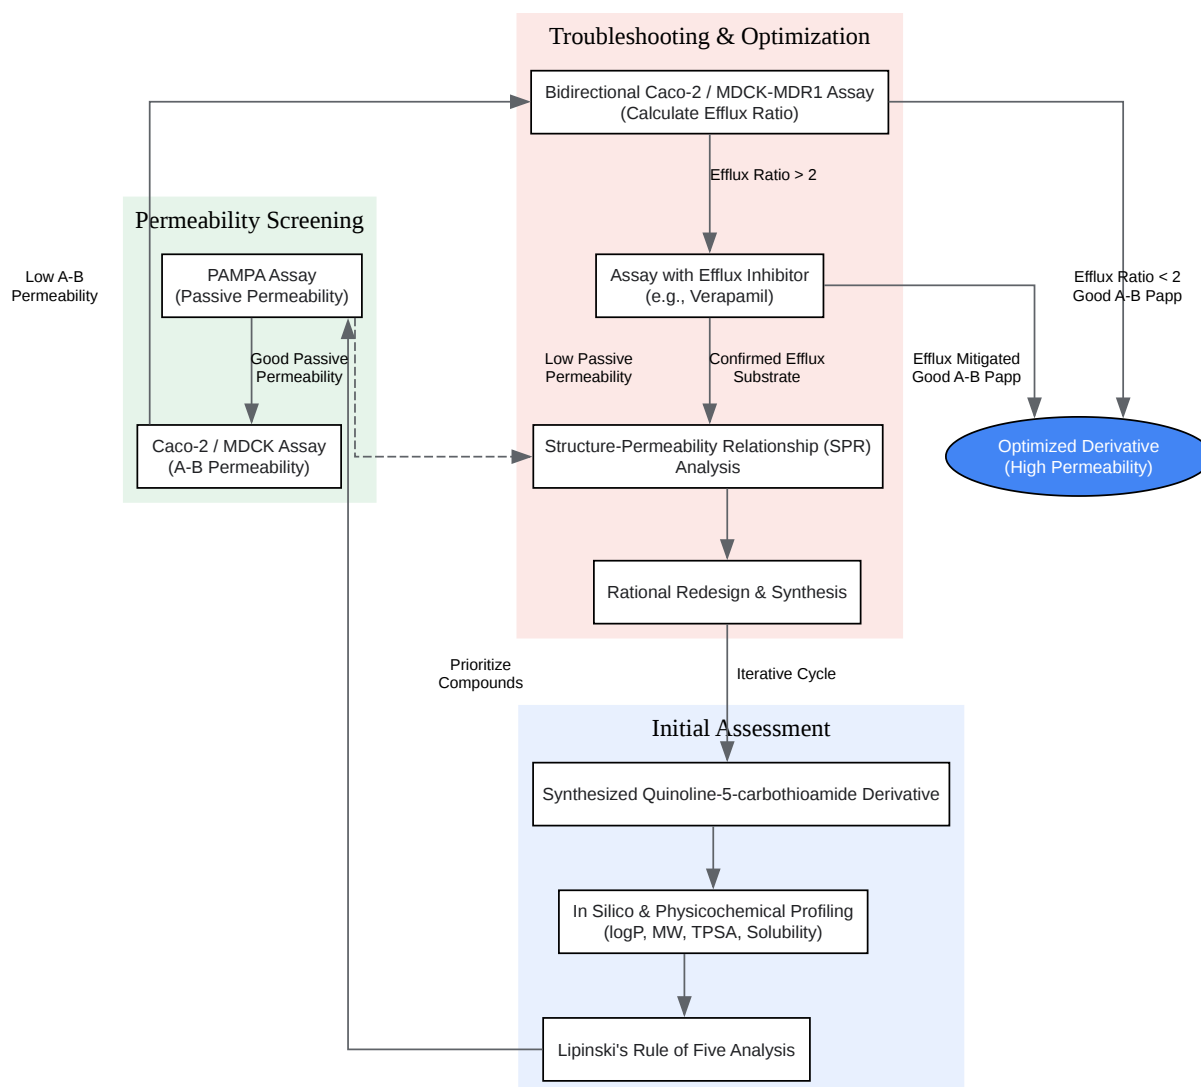 Troubleshooting & Optimization
Bidirectional Caco-2 / MDCK-MDR1 Assay
(Calculate Efflux Ratio)
Efflux Ratio > 2
Permeability Screening
PAMPA Assay
(Passive Permeability)
Low A-B
Permeability
Assay with Efflux Inhibitor
(e.g., Verapamil)
Efflux Ratio < 2
Good A-B Papp
Good Passive
Permeability
Low Passive
Permeability
Confirmed Efflux
Substrate
Efflux Mitigated
Good A-B Papp
Caco-2 / MDCK Assay
(A-B Permeability)
Structure-Permeability Relationship (SPR)
Analysis
Optimized Derivative
(High Permeability)
Rational Redesign & Synthesis
Prioritize
Compounds
Iterative Cycle
Initial Assessment
Synthesized Quinoline-5-carbothioamide Derivative
In Silico & Physicochemical Profiling
(logP, MW, TPSA, Solubility)
Lipinski's Rule of Five Analysis